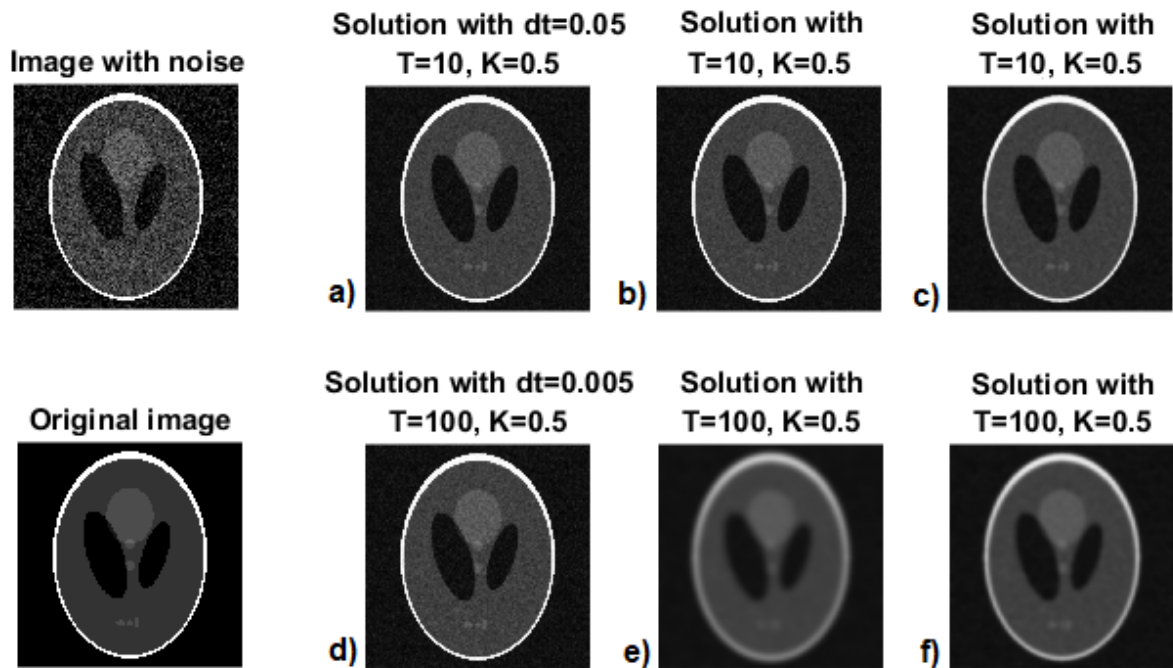 Image with noise
Solution with dt=0.05
T=10, K=0.5
a)
Solution with
T=10, K=0.5
b)
Solution with
T=10, K=0.5
c)
Original image
Solution with dt=0.005
T=100, K=0.5
d)
Solution with
T=100, K=0.5
e)
Solution with
T=100, K=0.5
f)